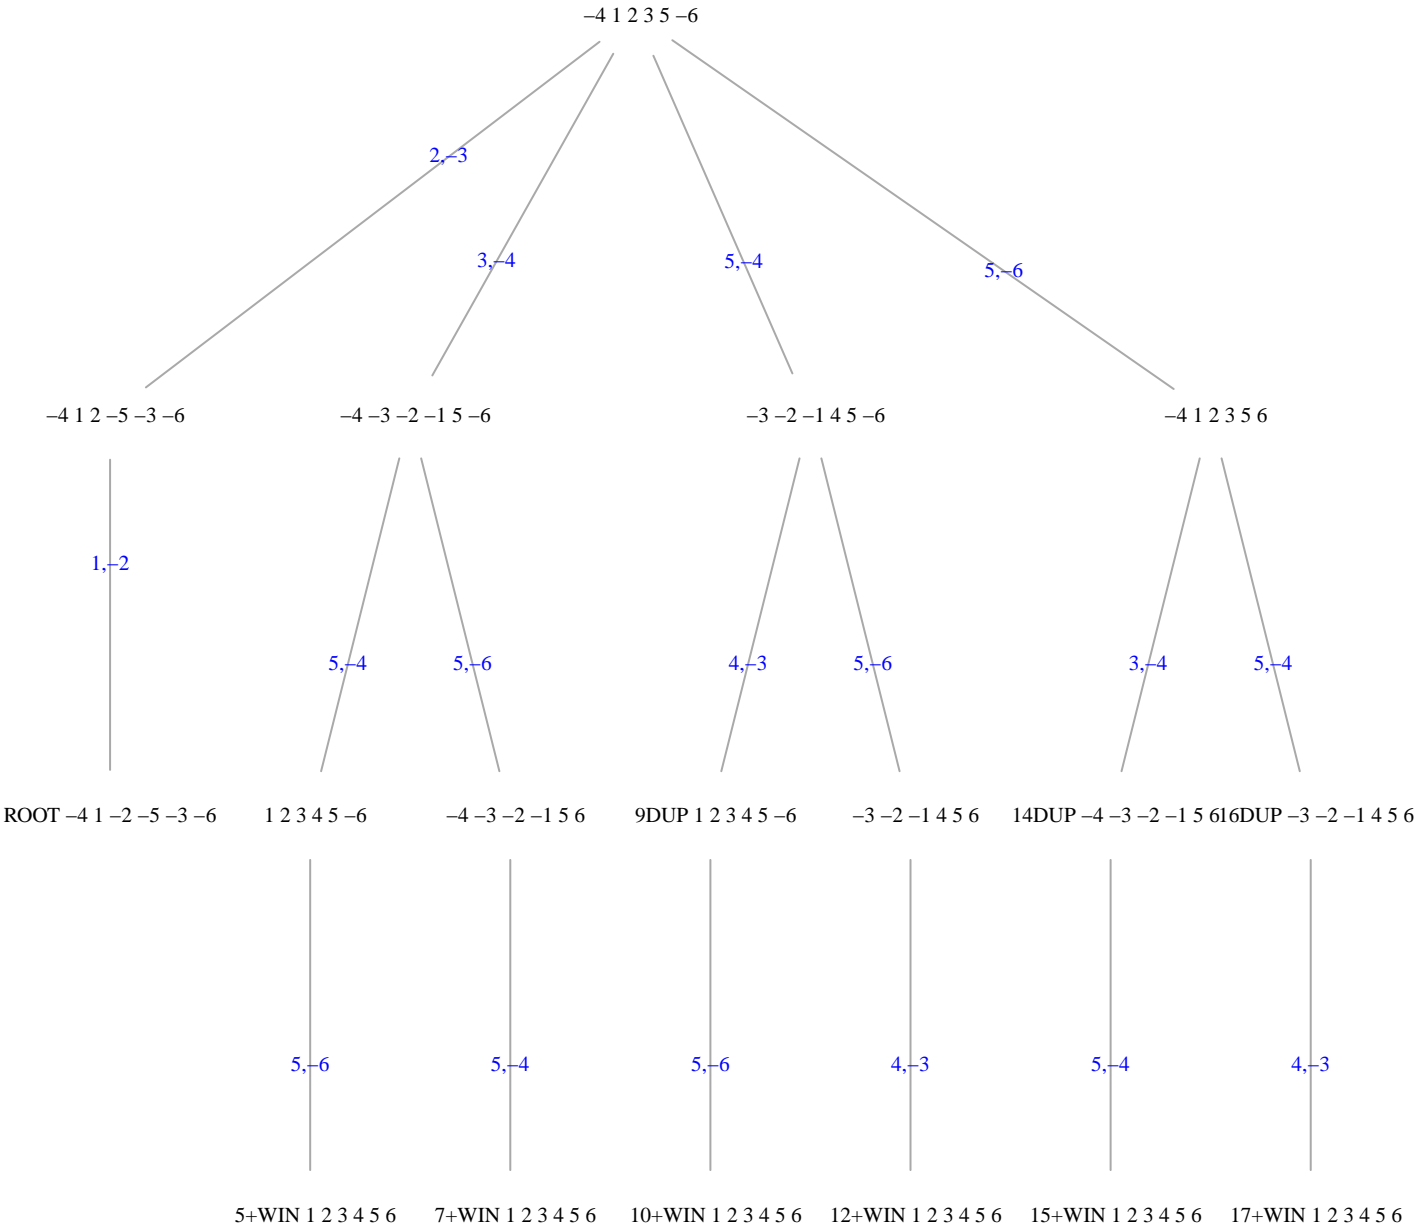 –4 1 2 3 5 –6
2,–3
3,–4
5,–4
5,–6
–4 1 2 –5 –3 –6
–4 –3 –2 –1 5 –6
–3 –2 –1 4 5 –6
–4 1 2 3 5 6
1,–2
5,–4
5,–6
4,–3
5,–6
3,–4
5,–4
ROOT –4 1 –2 –5 –3 –6
1 2 3 4 5 –6
–4 –3 –2 –1 5 6
9DUP 1 2 3 4 5 –6
–3 –2 –1 4 5 6
14DUP –4 –3 –2 –1 5 6
16DUP –3 –2 –1 4 5 6
5,–6
5,–4
5,–6
4,–3
5,–4
4,–3
5+WIN 1 2 3 4 5 6
7+WIN 1 2 3 4 5 6
10+WIN 1 2 3 4 5 6
12+WIN 1 2 3 4 5 6
15+WIN 1 2 3 4 5 6
17+WIN 1 2 3 4 5 6